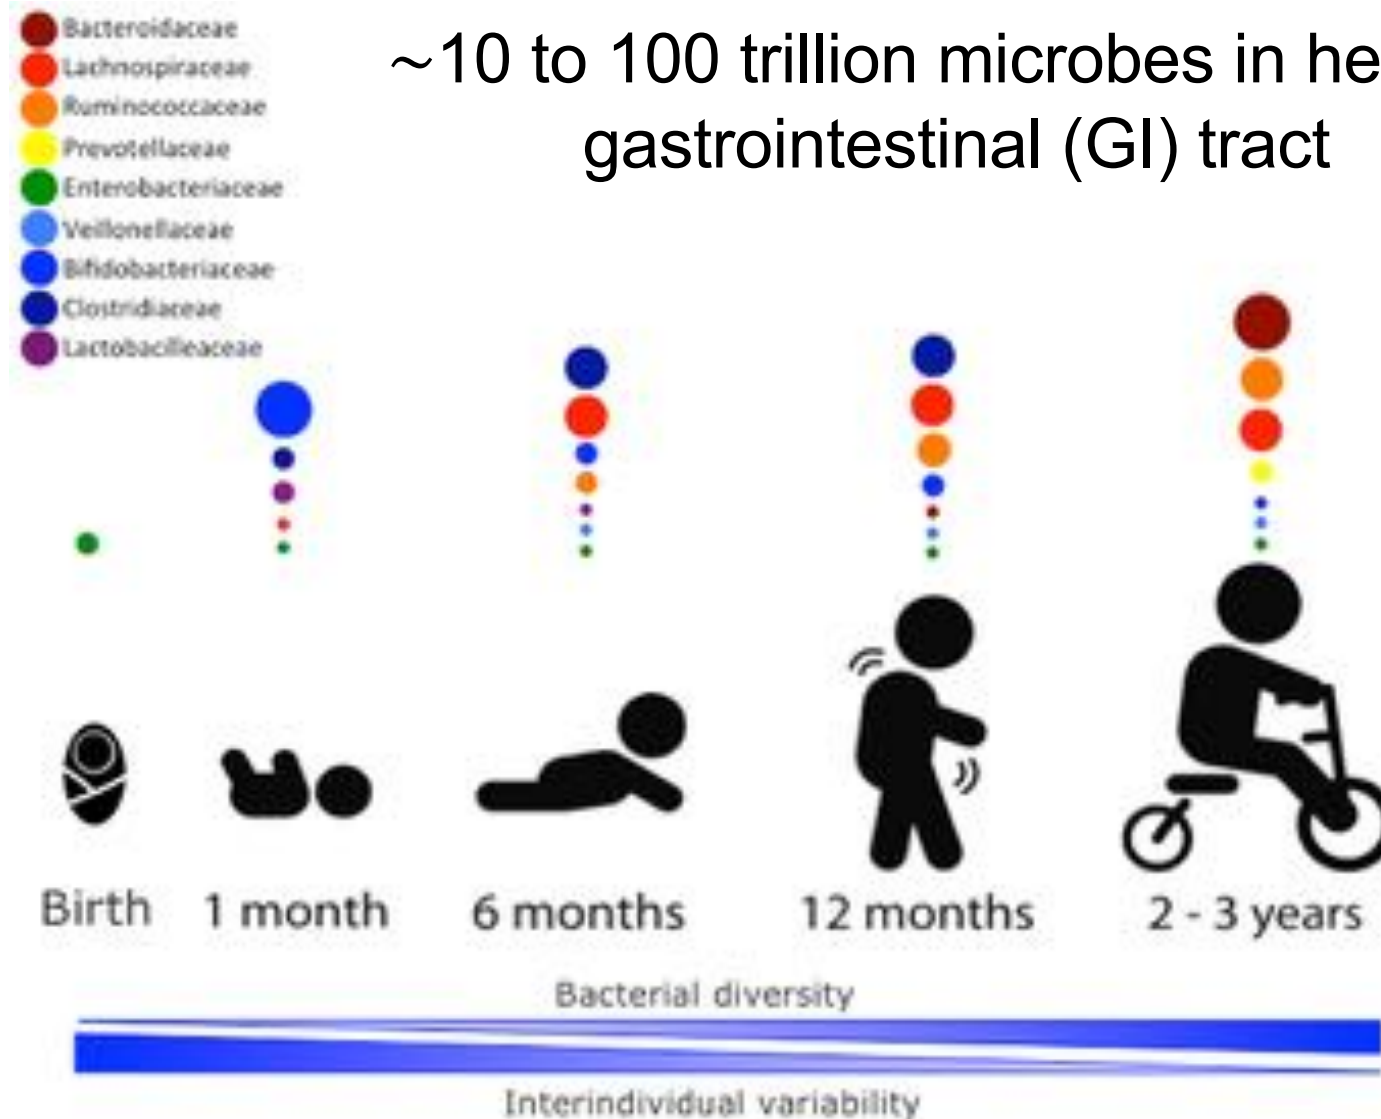 Bacteroidaceae
Lachnospiraceae
Ruminococcaceae
Prevotellaceae
Enterobacteriaceae
Veillonellaceae
Bifidobacteriaceae
Clostridiaceae
Lactobacilleaceae
~10 to 100 trillion microbes in he
gastrointestinal (GI) tract
Birth
1 month
6 months
12 months
2 - 3 years
Bacterial diversity
Interindividual variability